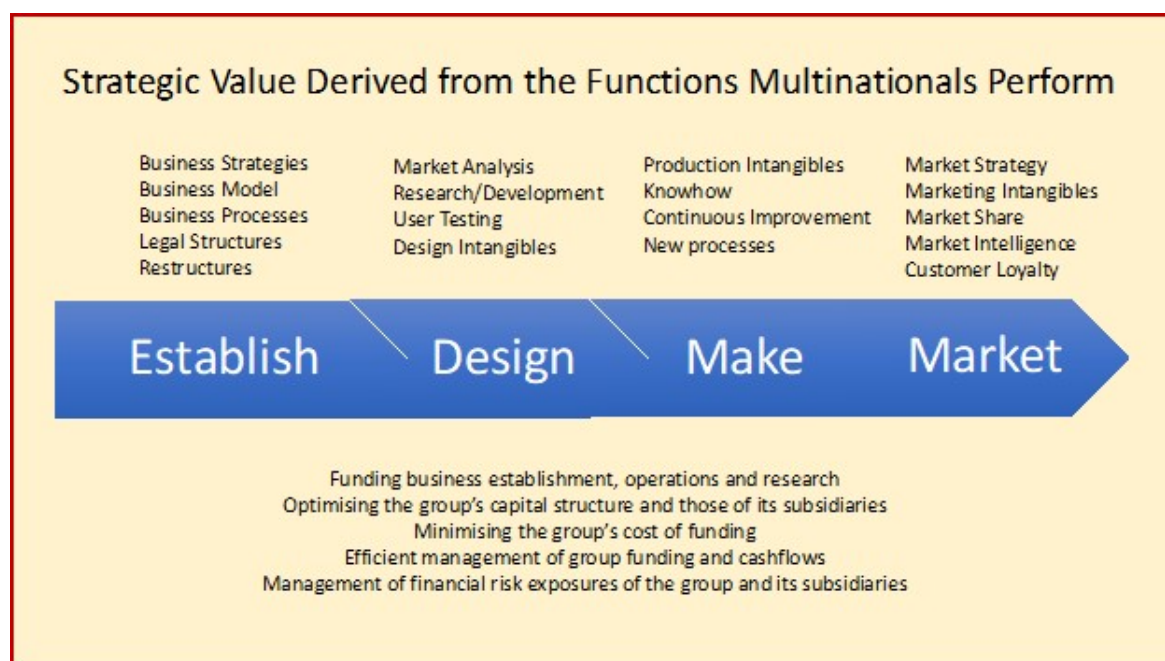 Strategic Value Derived from the Functions Multinationals Perform
Business Strategies
Business Model
Business Processes
Legal Structures
Restructures
Market Analysis
Research/Development
User Testing
Design Intangibles
Production Intangibles
Knowhow
Continuous Improvement
New processes
Market Strategy
Marketing Intangibles
Market Share
Market Intelligence
Customer Loyalty
Establish
Design
Make
Market
Funding business establishment, operations and research
Optimising the group's capital structure and those of its subsidiaries
Minimising the group's cost of funding
Efficient management of group funding and cashflows
Management of financial risk exposures of the group and its subsidiaries